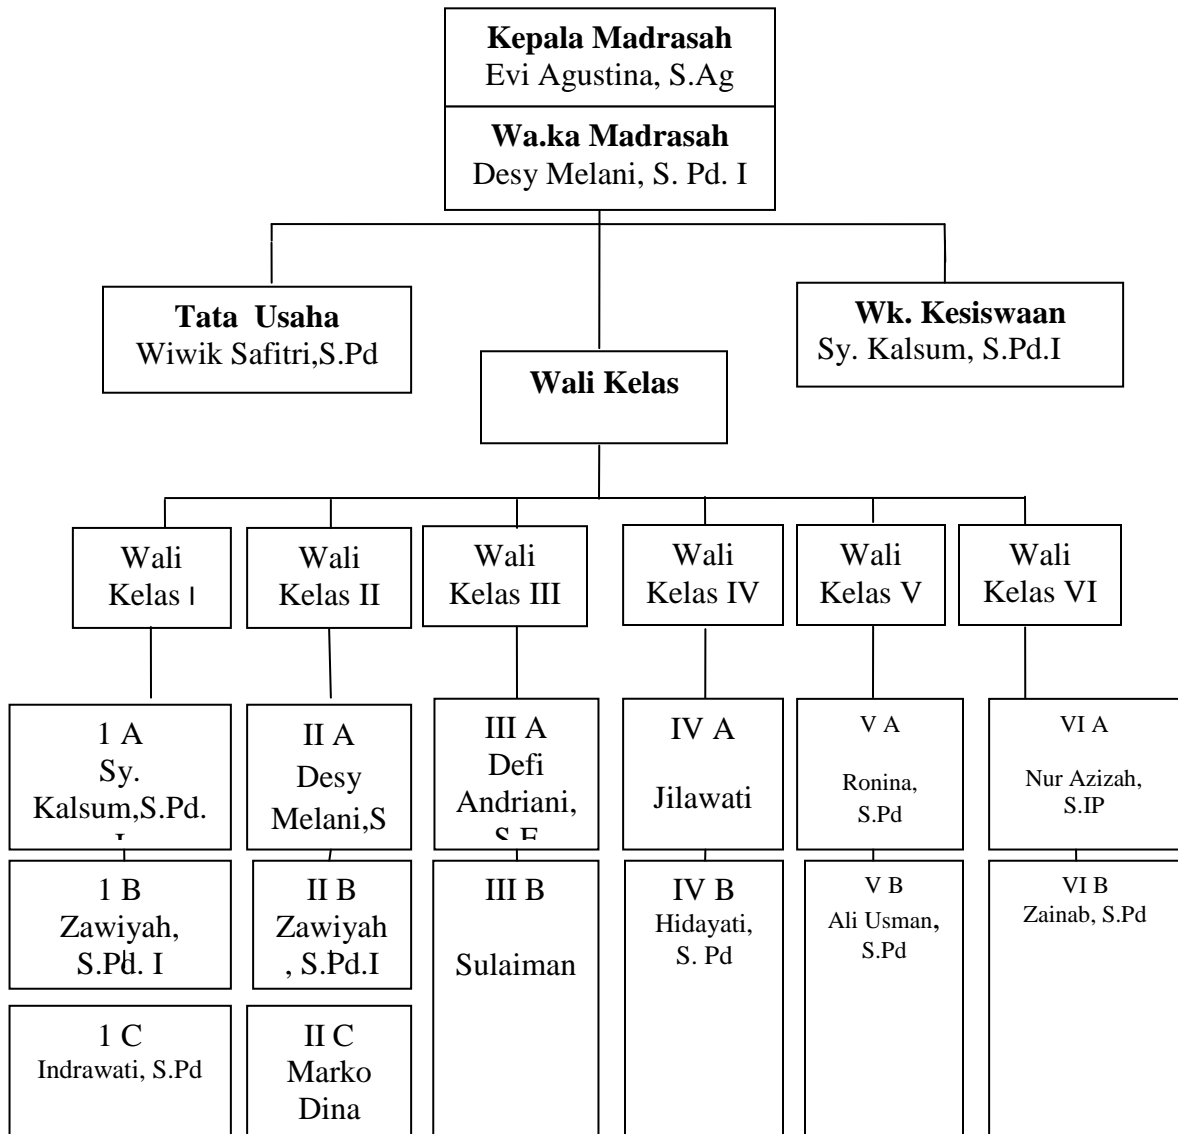 Kepala Madrasah
Evi Agustina, S.Ag
Wa.ka Madrasah
Desy Melani, S. Pd. I
Tata Usaha
Wiwik Safitri,S.Pd
Wk. Kesiswaan
Sy. Kalsum, S.Pd.I
Wali Kelas
Wali
Kelas I
Wali
Kelas II
Wali
Kelas III
Wali
Kelas IV
Wali
Kelas V
Wali
Kelas VI
1 A
Sy.
Kalsum,S.Pd.
II A
Desy
Melani,S
III A
Defi
Andriani,
S.E
IV A
Jilawati
V A
Ronina,
S.Pd
VI A
Nur Azizah,
S.IP
1 B
Zawiyah,
S.Pd. I
II B
Zawiyah
, S.Pd.I
III B
Sulaiman
IV B
Hidayati,
S. Pd
V B
Ali Usman,
S.Pd
VI B
Zainab, S.Pd
1 C
Indrawati, S.Pd
II C
Marko
Dina